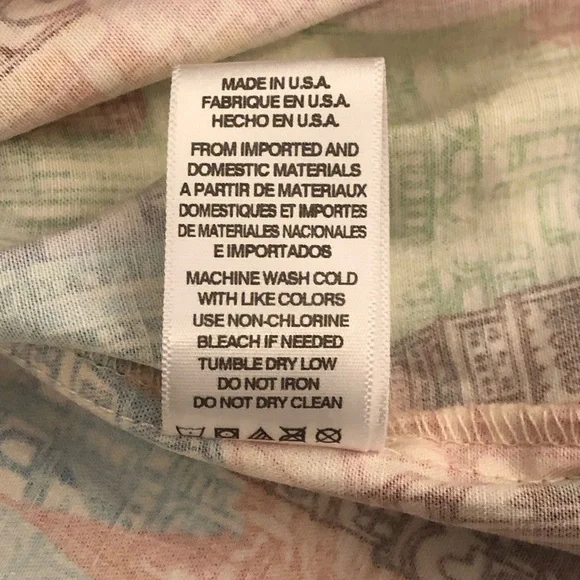 MADE IN U.S.A.
FABRIQUE EN U.S.A.
HECHO EN U.S.A.
FROM IMPORTED AND
DOMESTIC MATERIALS
A PARTIR DE MATERIAUX
DOMESTIQUES ET IMPORTES
DE MATERIALES NACIONALES
E IMPORTADOS
MACHINE WASH COLD
WITH LIKE COLORS
USE NON-CHLORINE
BLEACH IF NEEDED
TUMBLE DRY LOW
DO NOT IRON
DO NOT DRY CLEAN